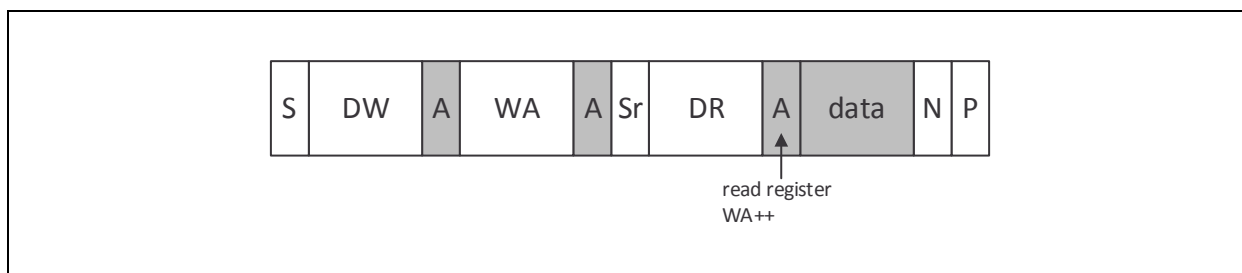 S DW A WA A Sr DR A data N P
read register
WA++